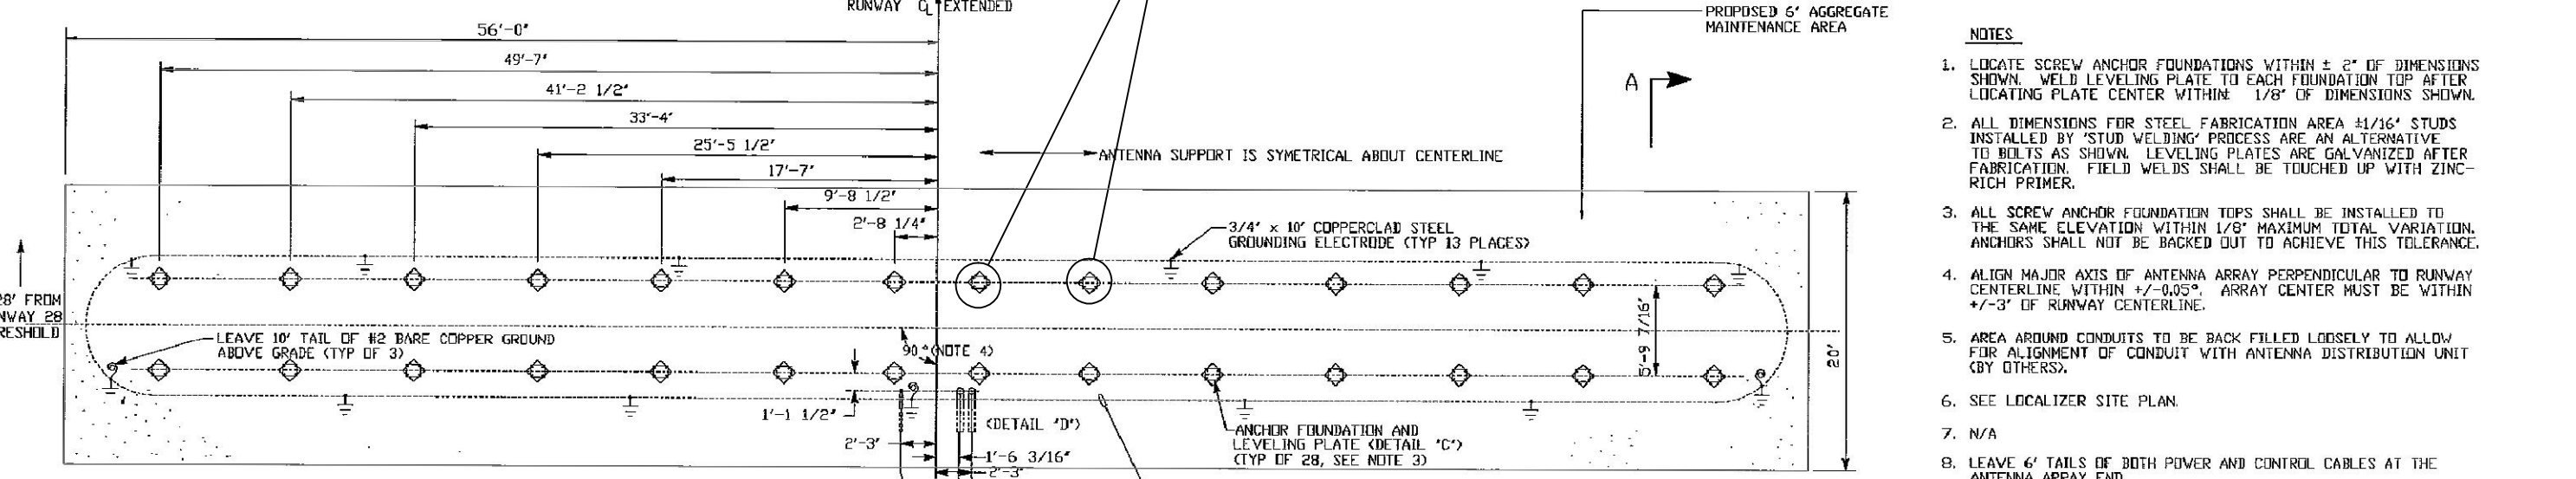 RUNWAY CL EXTENDED
56'-0"
49'-7"
41'-2 1/2"
33'-4"
25'-5 1/2"
17'-7"
9'-8 1/2"
2'-8 1/4"
ANTENNA SUPPORT IS SYMETRICAL ABOUT CENTERLINE
PROPOSED 6" AGGREGATE
MAINTENANCE AREA
A
3/4" x 10' COPPERCLAD STEEL
GROUNDING ELECTRODE (TYP 13 PLACES)
28' FROM
NWAY 28
RESHOLD
LEAVE 10' TAIL OF #2 BARE COPPER GROUND
ABOVE GRADE (TYP OF 3)
90°(NOTE 4)
5'-9 7/16"
20'
1'-1 1/2"
(DETAIL "D")
2'-3"
1'-6 3/16"
2'-3"
ANCHOR FOUNDATION AND
LEVELING PLATE (DETAIL "C")
(TYP OF 28, SEE NOTE 3)
NOTES
1. LOCATE SCREW ANCHOR FOUNDATIONS WITHIN ± 2" OF DIMENSIONS
SHOWN. WELD LEVELING PLATE TO EACH FOUNDATION TOP AFTER
LOCATING PLATE CENTER WITHIN± 1/8" OF DIMENSIONS SHOWN.
2. ALL DIMENSIONS FOR STEEL FABRICATION AREA ±1/16" STUDS
INSTALLED BY "STUD WELDING" PROCESS ARE AN ALTERNATIVE
TO BOLTS AS SHOWN. LEVELING PLATES ARE GALVANIZED AFTER
FABRICATION. FIELD WELDS SHALL BE TOUCHED UP WITH ZINC-
RICH PRIMER.
3. ALL SCREW ANCHOR FOUNDATION TOPS SHALL BE INSTALLED TO
THE SAME ELEVATION WITHIN 1/8" MAXIMUM TOTAL VARIATION.
ANCHORS SHALL NOT BE BACKED OUT TO ACHIEVE THIS TOLERANCE.
4. ALIGN MAJOR AXIS OF ANTENNA ARRAY PERPENDICULAR TO RUNWAY
CENTERLINE WITHIN +/-0.05°. ARRAY CENTER MUST BE WITHIN
+/-3" OF RUNWAY CENTERLINE.
5. AREA AROUND CONDUITS TO BE BACK FILLED LOOSELY TO ALLOW
FOR ALIGNMENT OF CONDUIT WITH ANTENNA DISTRIBUTION UNIT
(BY OTHERS).
6. SEE LOCALIZER SITE PLAN.
7. N/A
8. LEAVE 6' TAILS OF BOTH POWER AND CONTROL CABLES AT THE
ANTENNA ARRAY END